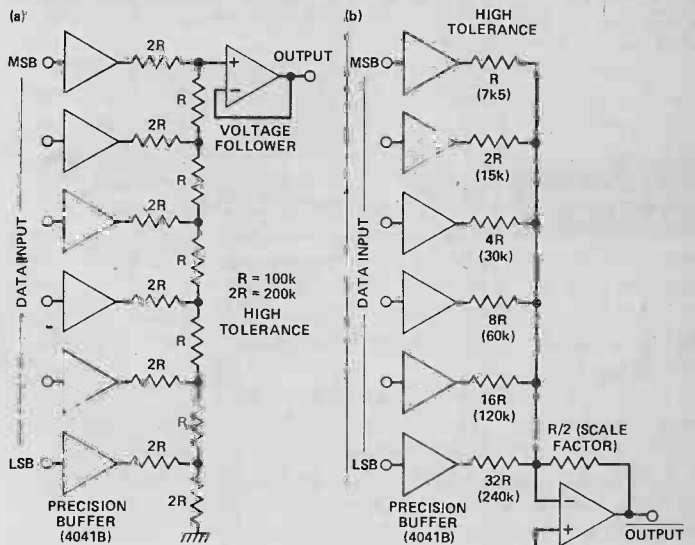 (a)
2R
MSB
OUTPUT
+
−
R
2R
VOLTAGE
FOLLOWER
R
2R
R
DATA INPUT
2R
R = 100k
2R = 200k
HIGH
TOLERANCE
R
2R
R
LSB
2R
2R
PRECISION
BUFFER
(4041B)
(b)
HIGH
TOLERANCE
MSB
R
(7k5)
2R
(15k)
4R
(30k)
DATA INPUT
8R
(60k)
16R
(120k)
R/2 (SCALE
FACTOR)
LSB
32R
(240k)
−
+
OUTPUT
PRECISION
BUFFER
(4041B)